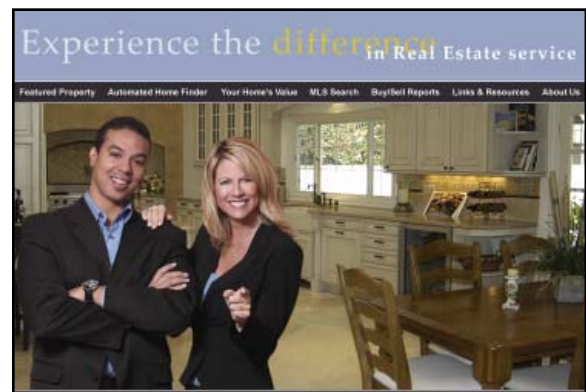 Experience the difference
in Real Estate service
Featured Property Automated Home Finder Your Home's Value MLS Search Buy/Sell Reports Links & Resources About Us